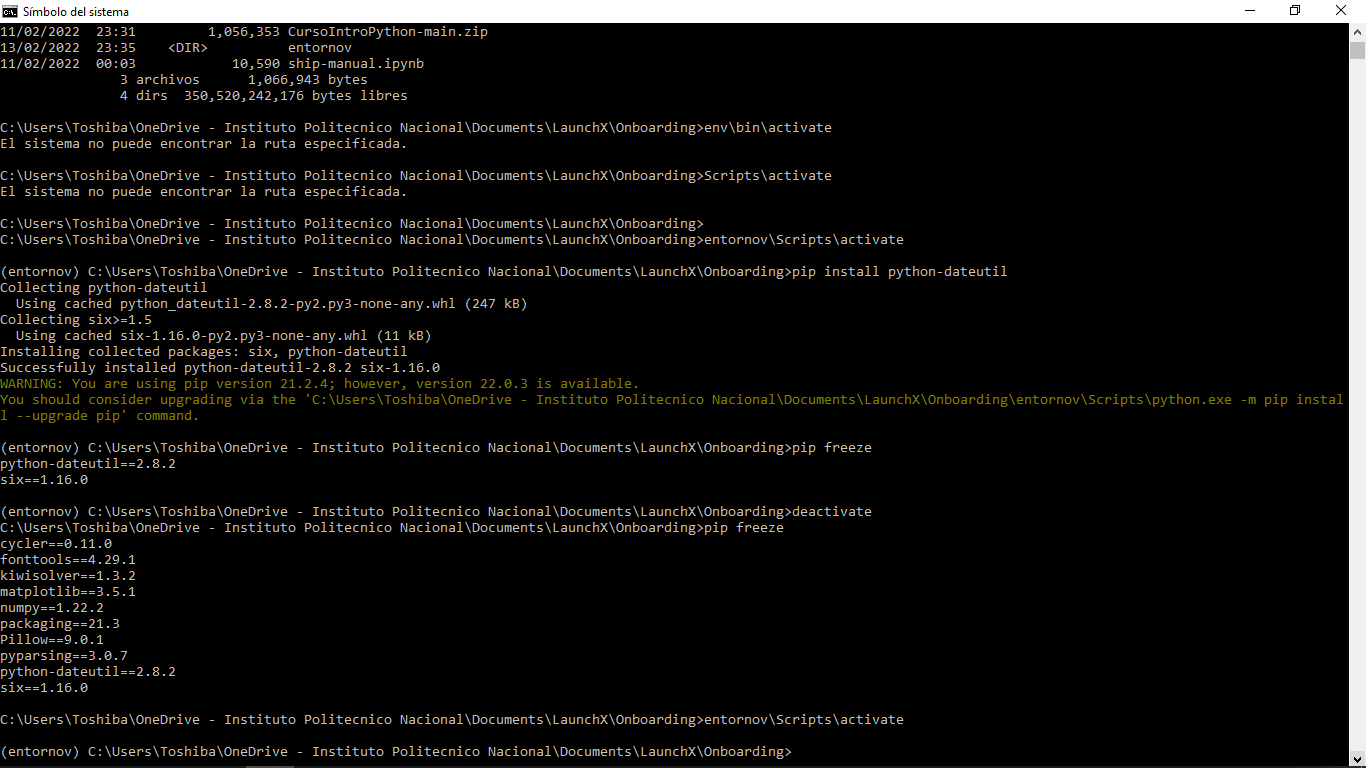 Símbolo del sistema
11/02/2022  23:31         1,056,353 CursoIntroPython-main.zip
13/02/2022  23:35    <DIR>          entornov
11/02/2022  00:03            10,590 ship-manual.ipynb
               3 archivos      1,066,943 bytes
               4 dirs  350,520,242,176 bytes libres
C:\Users\Toshiba\OneDrive - Instituto Politecnico Nacional\Documents\LaunchX\Onboarding>env\bin\activate
El sistema no puede encontrar la ruta especificada.
C:\Users\Toshiba\OneDrive - Instituto Politecnico Nacional\Documents\LaunchX\Onboarding>Scripts\activate
El sistema no puede encontrar la ruta especificada.
C:\Users\Toshiba\OneDrive - Instituto Politecnico Nacional\Documents\LaunchX\Onboarding>
C:\Users\Toshiba\OneDrive - Instituto Politecnico Nacional\Documents\LaunchX\Onboarding>entornov\Scripts\activate
(entornov) C:\Users\Toshiba\OneDrive - Instituto Politecnico Nacional\Documents\LaunchX\Onboarding>pip install python-dateutil
Collecting python-dateutil
  Using cached python_dateutil-2.8.2-py2.py3-none-any.whl (247 kB)
Collecting six>=1.5
  Using cached six-1.16.0-py2.py3-none-any.whl (11 kB)
Installing collected packages: six, python-dateutil
Successfully installed python-dateutil-2.8.2 six-1.16.0
WARNING: You are using pip version 21.2.4; however, version 22.0.3 is available.
You should consider upgrading via the 'C:\Users\Toshiba\OneDrive - Instituto Politecnico Nacional\Documents\LaunchX\Onboarding\entornov\Scripts\python.exe -m pip instal
l --upgrade pip' command.
(entornov) C:\Users\Toshiba\OneDrive - Instituto Politecnico Nacional\Documents\LaunchX\Onboarding>pip freeze
python-dateutil==2.8.2
six==1.16.0
(entornov) C:\Users\Toshiba\OneDrive - Instituto Politecnico Nacional\Documents\LaunchX\Onboarding>deactivate
C:\Users\Toshiba\OneDrive - Instituto Politecnico Nacional\Documents\LaunchX\Onboarding>pip freeze
cycler==0.11.0
fonttools==4.29.1
kiwisolver==1.3.2
matplotlib==3.5.1
numpy==1.22.2
packaging==21.3
Pillow==9.0.1
pyparsing==3.0.7
python-dateutil==2.8.2
six==1.16.0
C:\Users\Toshiba\OneDrive - Instituto Politecnico Nacional\Documents\LaunchX\Onboarding>entornov\Scripts\activate
(entornov) C:\Users\Toshiba\OneDrive - Instituto Politecnico Nacional\Documents\LaunchX\Onboarding>